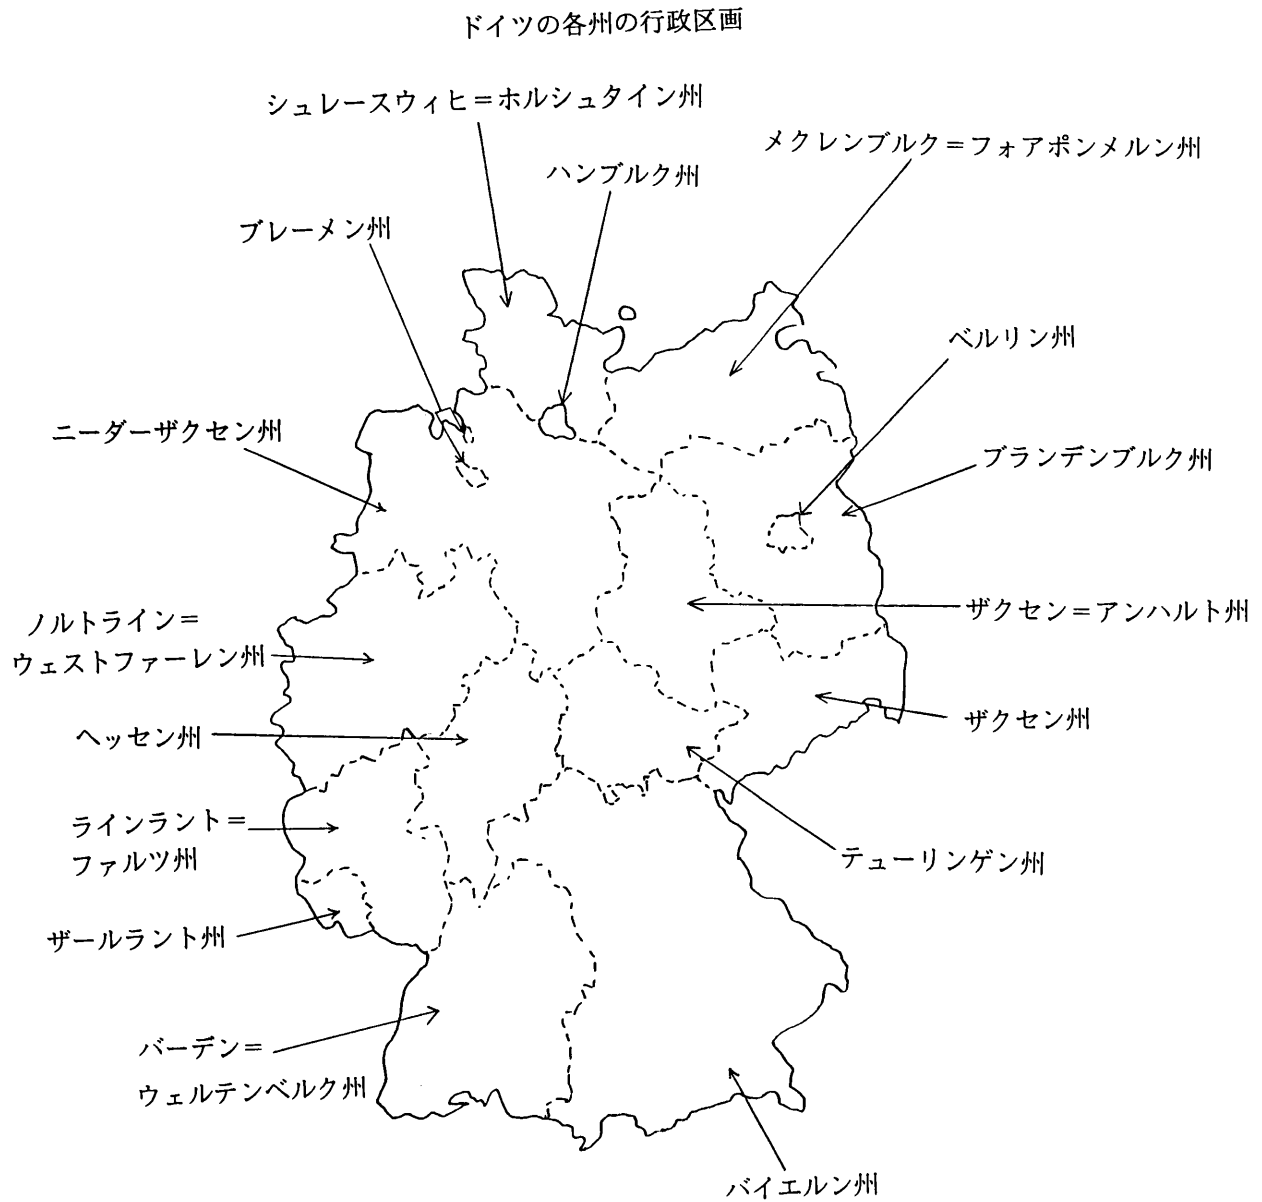 ドイツの各州の行政区画
シュレースウィヒ＝ホルシュタイン州
メクレンブルク＝フォアポンメルン州
ハンブルク州
ブレーメン州
ベルリン州
ニーダーザクセン州
ブランデンブルク州
ザクセン＝アンハルト州
ノルトライン＝
ウェストファーレン州
ザクセン州
ヘッセン州
ラインラント＝
ファルツ州
テューリンゲン州
ザールラント州
バーデン＝
ウェルテンベルク州
バイエルン州